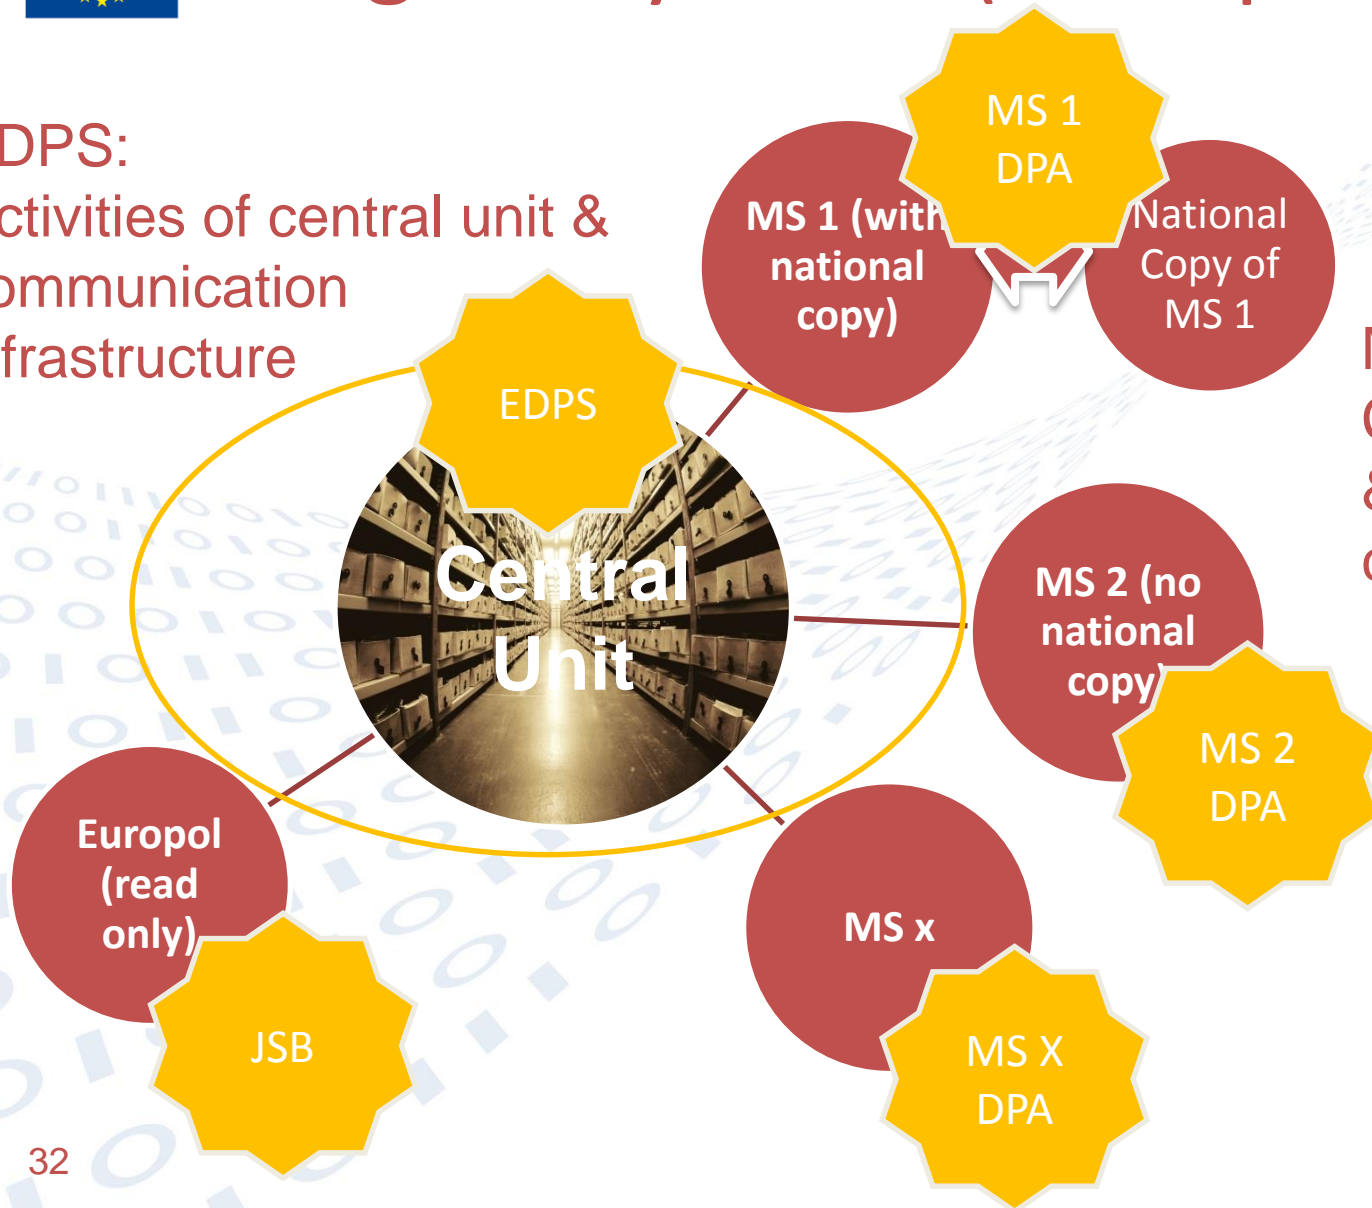 DPS:
ctivities of central unit &
ommunication
frastructure
MS 1
DPA
MS 1 (with
national
copy)
National
Copy of
MS 1
EDPS
Central
Unit
MS 2 (no
national
copy)
MS 2
DPA
Europol
(read
only)
JSB
MS x
MS X
DPA
32